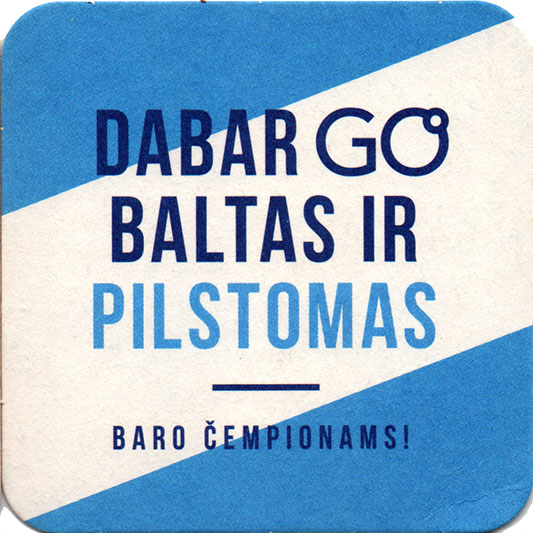 DABAR GO
BALTAS IR
PILSTOMAS
BARO ČEMPIONAMS!